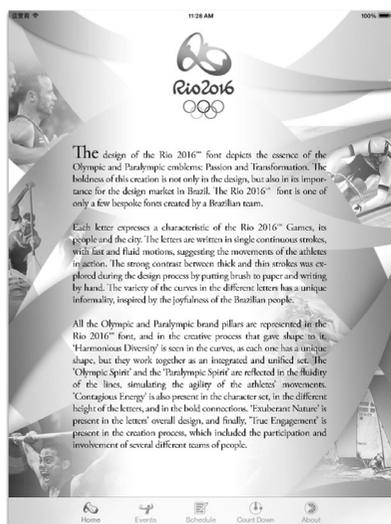 11:28 AM
100%
Rio2016
The design of the Rio 2016™ font depicts the essence of the
Olympic and Paralympic emblems: Passion and Transformation. The
boldness of this creation is not only in the design, but also in its impor-
tance for the design market in Brazil. The Rio 2016™ font is one of
only a few bespoke fonts created by a Brazilian team.
Each letter expresses a characteristic of the Rio 2016™ Games, its
people and city. The letters are written in single continuous strokes,
with fast and fluid motions, suggesting the movements of the athletes
in action. The strong contrast between thick and thin strokes was ex-
plored during the design process by putting brush to paper and writing
by hand. The variety of the curves in the different letters has a unique
informality, inspired by the joyfulness of the Brazilian people.
All the Olympic and Paralympic brand pillars are represented in the
Rio 2016™ font, and in the creative process that gave shape to it.
'Harmonious Diversity' is seen in the curves, as each one has a unique
shape, but they work together as an integrated and unified set. The
'Olympic Spirit' and the 'Paralympic Spirit' are reflected in the fluidity
of the lines, simulating the agility of the athletes' movements.
'Contagious Energy' is also present in the character set, in the different
height of the letters, and in the bold connections. 'Exuberant Nature' is
present in the letters' overall design, and finally, 'True Engagement' is
present in the creation process, which included the participation and
involvement of several different teams of people.
Home Events Schedule Count Down About